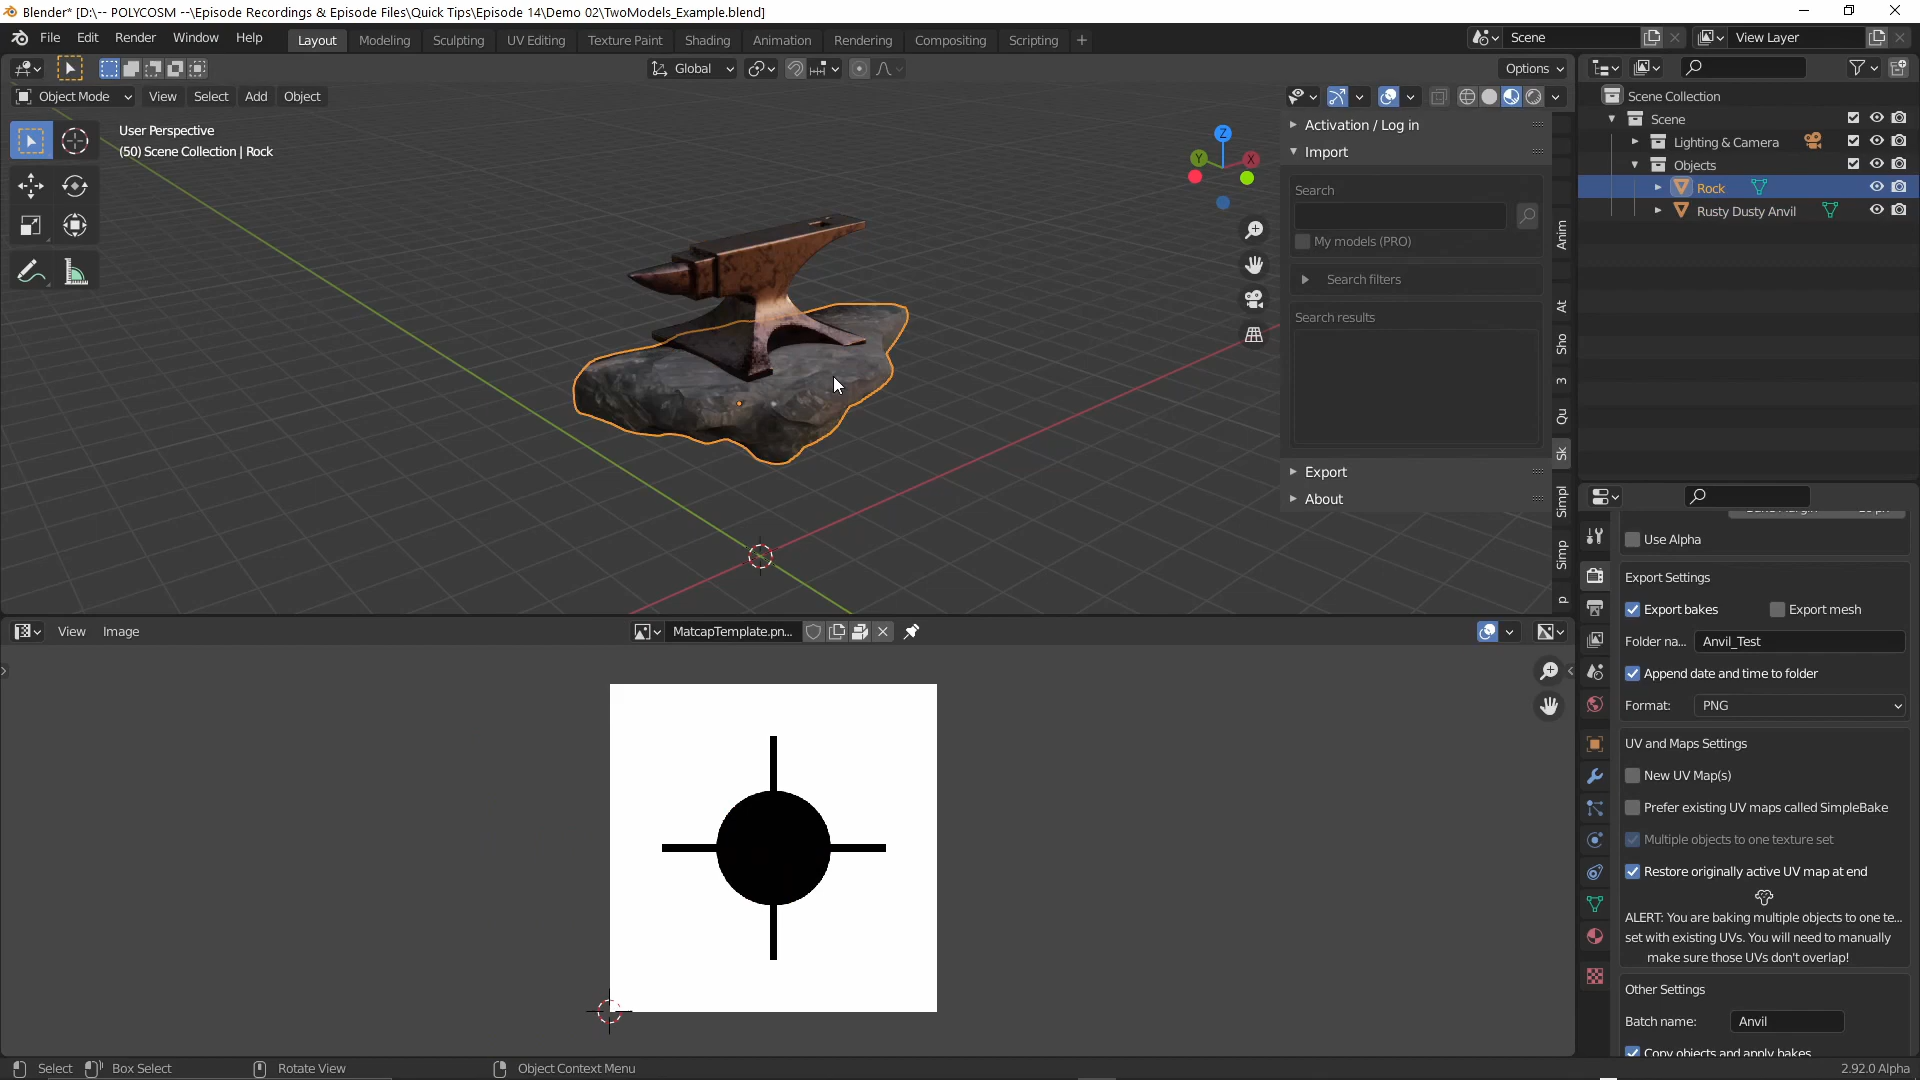 Blender* [D:\-- POLYCOSM --\Episode Recordings & Episode Files\Quick Tips\Episode 14\Demo 02\TwoModels_Example.blend]
File Edit Render Window Help Layout Modeling Sculpting UV Editing Texture Paint Shading Animation Rendering Compositing Scripting + Scene View Layer
Global Options
Object Mode View Select Add Object
User Perspective
(50) Scene Collection | Rock
Z
Y
X
Activation / Log in
Import
Search
My models (PRO)
Search filters
Search results
Export
About
Anim
At
Sho
3
Qu
Sk
Simpl
Simp
p
Scene Collection
Scene
Lighting & Camera
Objects
Rock
Rusty Dusty Anvil
Use Alpha
Export Settings
Export bakes Export mesh
Folder na... Anvil_Test
Append date and time to folder
Format: PNG
UV and Maps Settings
New UV Map(s)
Prefer existing UV maps called SimpleBake
Multiple objects to one texture set
Restore originally active UV map at end
ALERT: You are baking multiple objects to one te...
set with existing UVs. You will need to manually
make sure those UVs don't overlap!
Other Settings
Batch name: Anvil
Copy objects and apply bakes
View Image MatcapTemplate.pn...
Select Box Select Rotate View Object Context Menu 2.92.0 Alpha